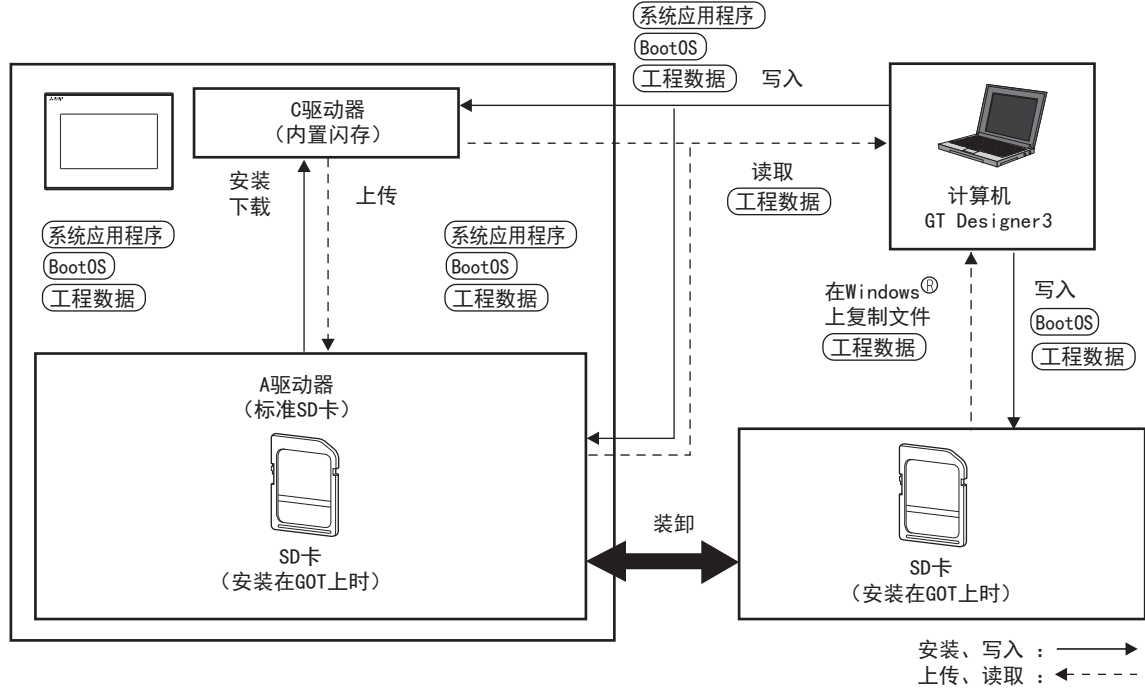 系统应用程序
BootOS
工程数据 写入
C驱动器
（内置闪存）
安装
下载
上传
读取
工程数据
计算机
GT Designer3
系统应用程序
BootOS
工程数据
系统应用程序
BootOS
工程数据
在Windows®
上复制文件
工程数据
写入
BootOS
工程数据
A驱动器
（标准SD卡）
SD卡
（安装在GOT上时）
装卸
SD卡
（安装在GOT上时）
安装、写入 ：
上传、读取 ：